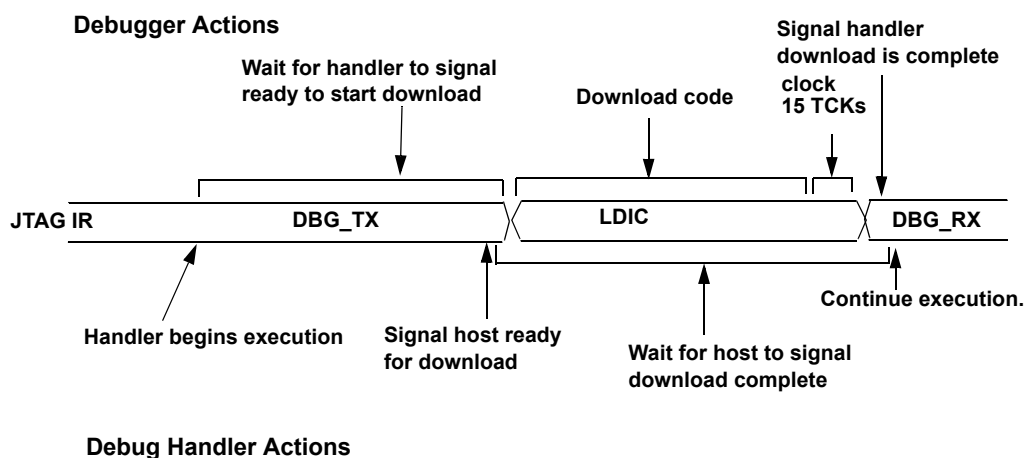 Debugger Actions
Signal handler
download is complete
Wait for handler to signal
ready to start download
Download code
clock
15 TCKs
JTAG IR
DBG_TX
LDIC
DBG_RX
Handler begins execution
Signal host ready
for download
Wait for host to signal
download complete
Continue execution.
Debug Handler Actions